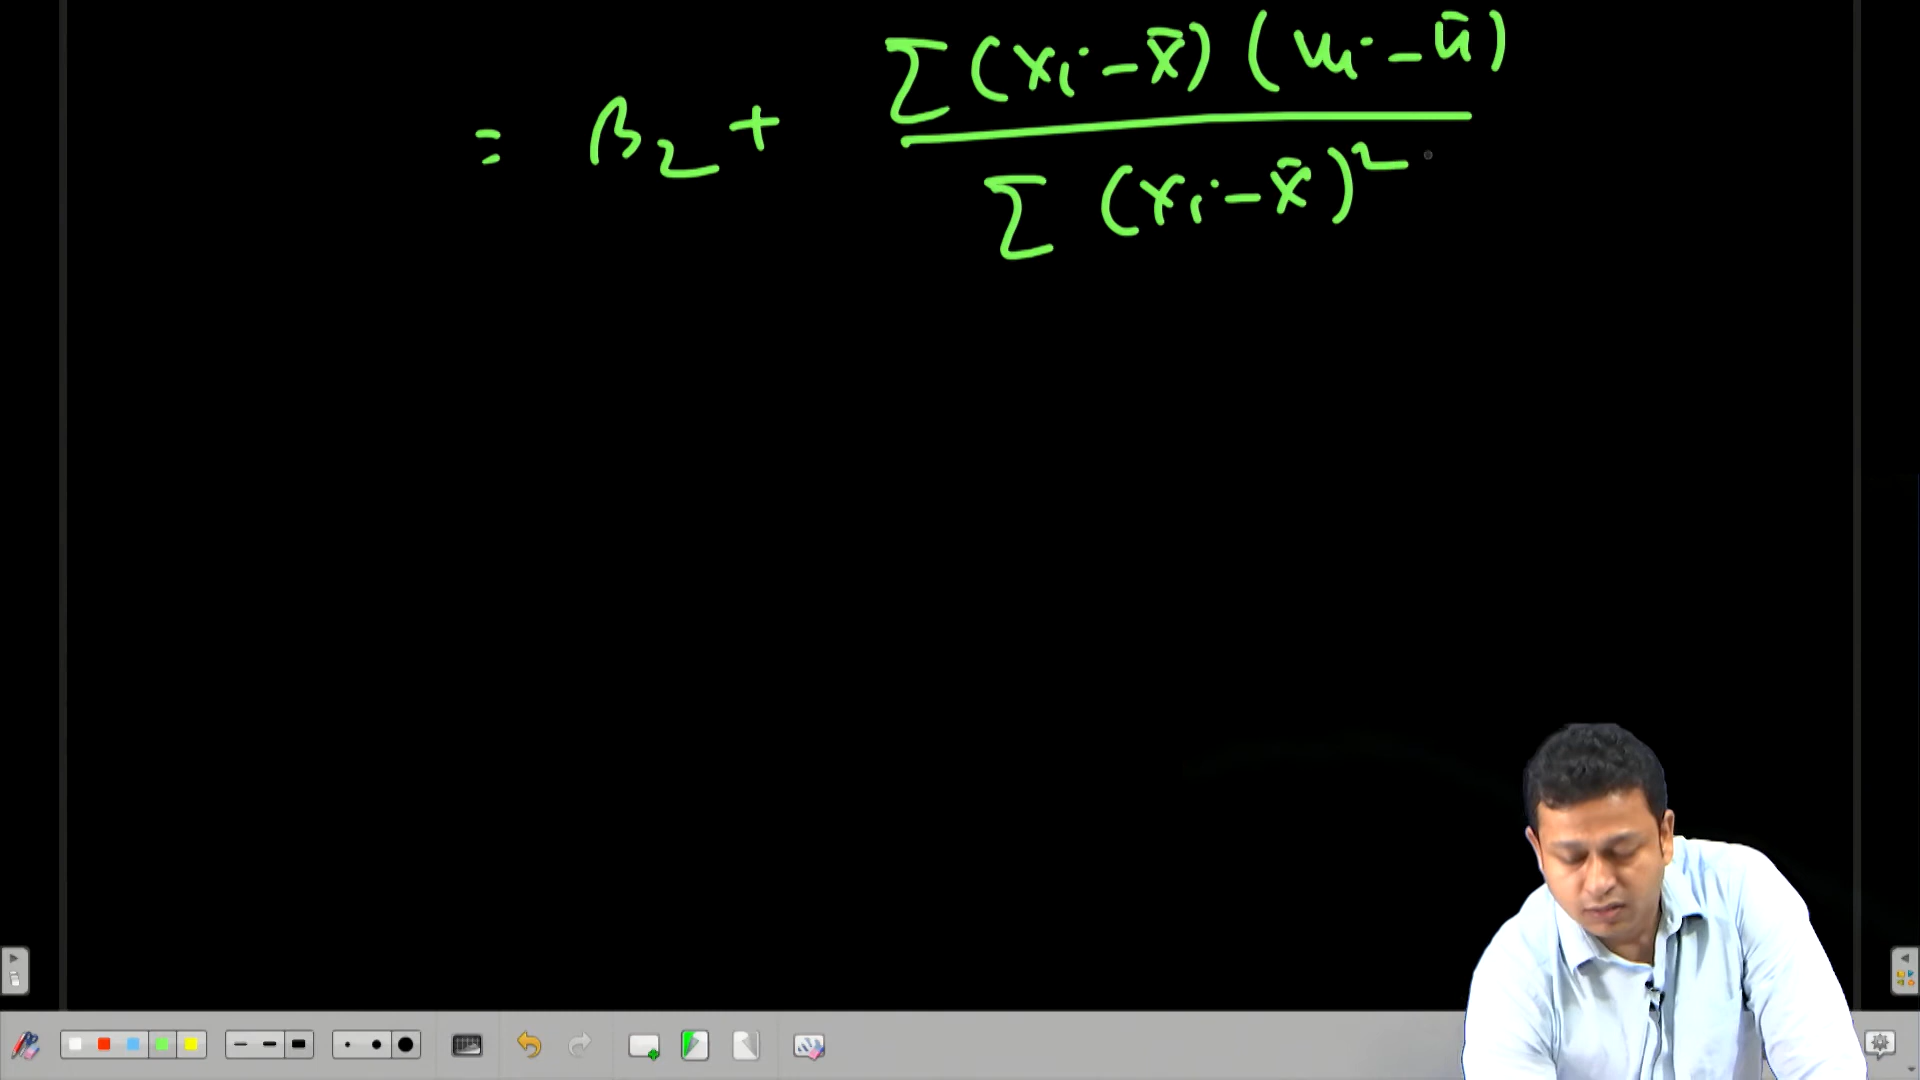 = β₂ + Σ(xᵢ - x̄)(uᵢ - ū) / Σ(xᵢ - x̄)²